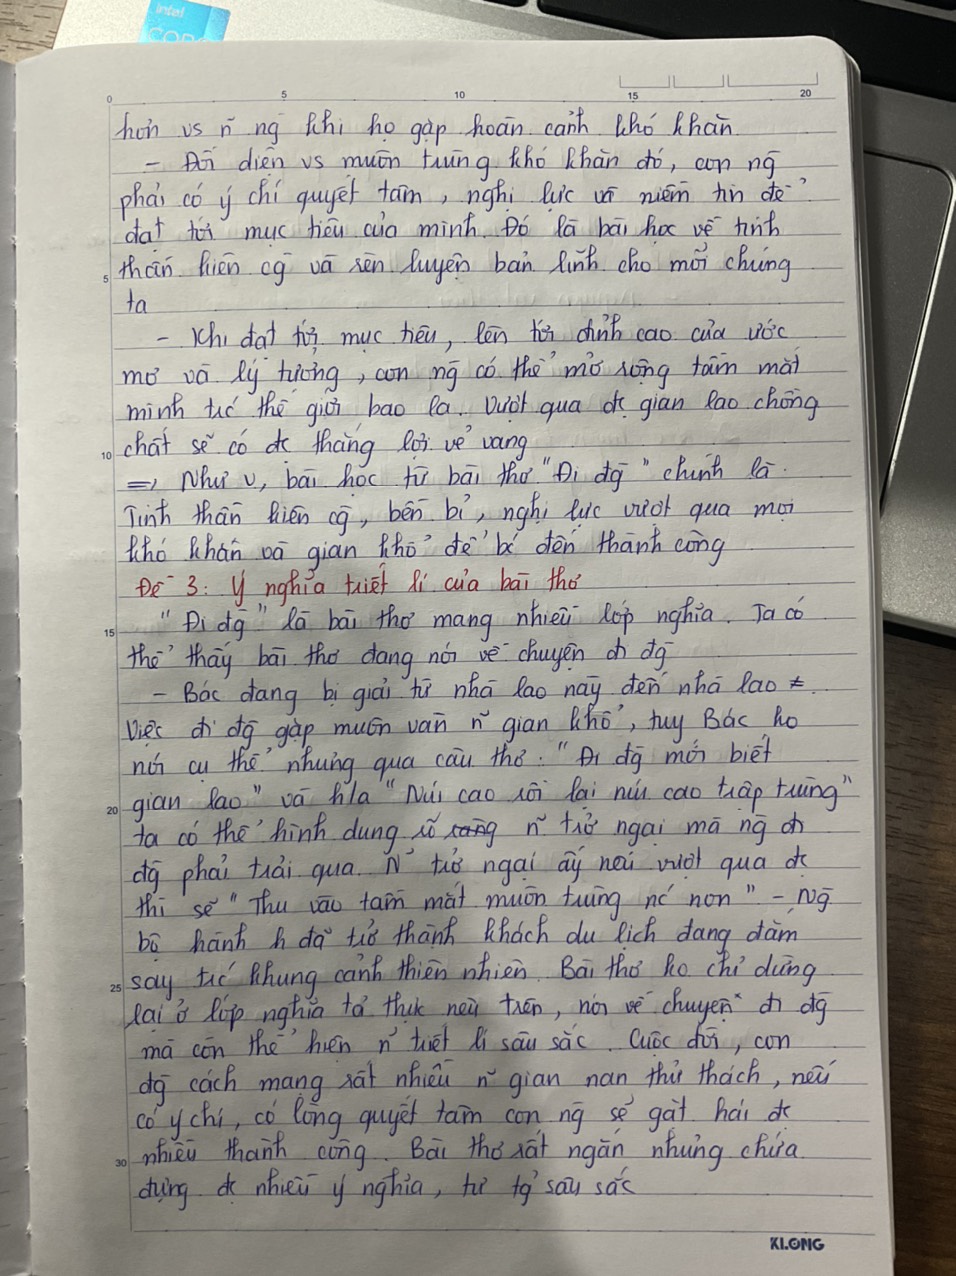 intel
CORE
0 5 10 15 20
hơn vs n~ ng khi họ gặp hoàn cảnh khó khăn
- Đối diện vs muôn trùng khó khăn đó, con ng
phải có ý chí quyết tâm, nghị lực và niềm tin để
đạt tới mục tiêu của mình. Đó là bài học về tinh
5 thần kiên cg̀ và rèn luyện bản lĩnh cho mỗi chúng
ta
- Khi đạt tới mục tiêu, lên tới đỉnh cao của ước
mơ và lý tưởng, con ng có thể mở rộng tầm mắt
mình trc thế giới bao la. Vượt qua đc gian lao chồng
10 chất sẽ có đc thắng lợi vẻ vang
=> Như v, bài học từ bài thơ "Đi đg̀" chính là
Tinh thần kiên cg̀, bền bỉ, nghị lực vượt qua mọi
khó khăn và gian khổ để đến thành công
Đề 3: Ý nghĩa triết lí của bài thơ
15 "Đi đg̀" là bài thơ mang nhiều lớp nghĩa. Ta có
thể thấy bài thơ đang nói về chuyện đi đg̀
- Bác đang bị giải từ nhà lao này đến nhà lao ≠.
Việc đi đg̀ gặp muôn vàn n~ gian khổ, tuy Bác ko
nói cụ thể nhưng qua câu thơ: "Đi đg̀ mới biết
20 gian lao" và h/a "Núi cao rồi lại núi cao trập trùng"
ta có thể hình dung rõ ràng n~ trở ngại mà ng đi
đg̀ phải trải qua. N~ trở ngại ấy nếu vượt qua đc
thì sẽ "Thu vào tầm mắt muôn trùng nc non" - Ng
bộ hành h đã trở thành khách du lịch đang đắm
25 say trc khung cảnh thiên nhiên. Bài thơ ko chỉ dừng
lại ở lớp nghĩa tả thực nêu trên, nói về chuyện đi đg̀
mà còn thể hiện n~ triết lí sâu sắc. Cuộc đời, con
đg̀ cách mạng rất nhiều n~ gian nan thử thách, nếu
có ý chí, có lòng quyết tâm con ng sẽ gặt hái đc
30 nhiều thành công. Bài thơ rất ngắn nhưng chứa
đựng đc nhiều ý nghĩa, tư tg̉ sâu sắc
KLONG